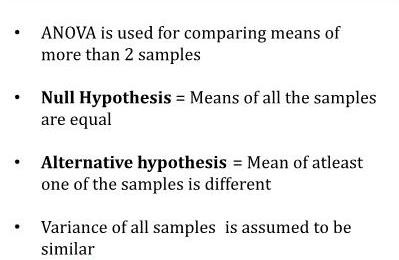 • ANOVA is used for comparing means of
more than 2 samples
• Null Hypothesis = Means of all the samples
are equal
• Alternative hypothesis = Mean of atleast
one of the samples is different
• Variance of all samples is assumed to be
similar